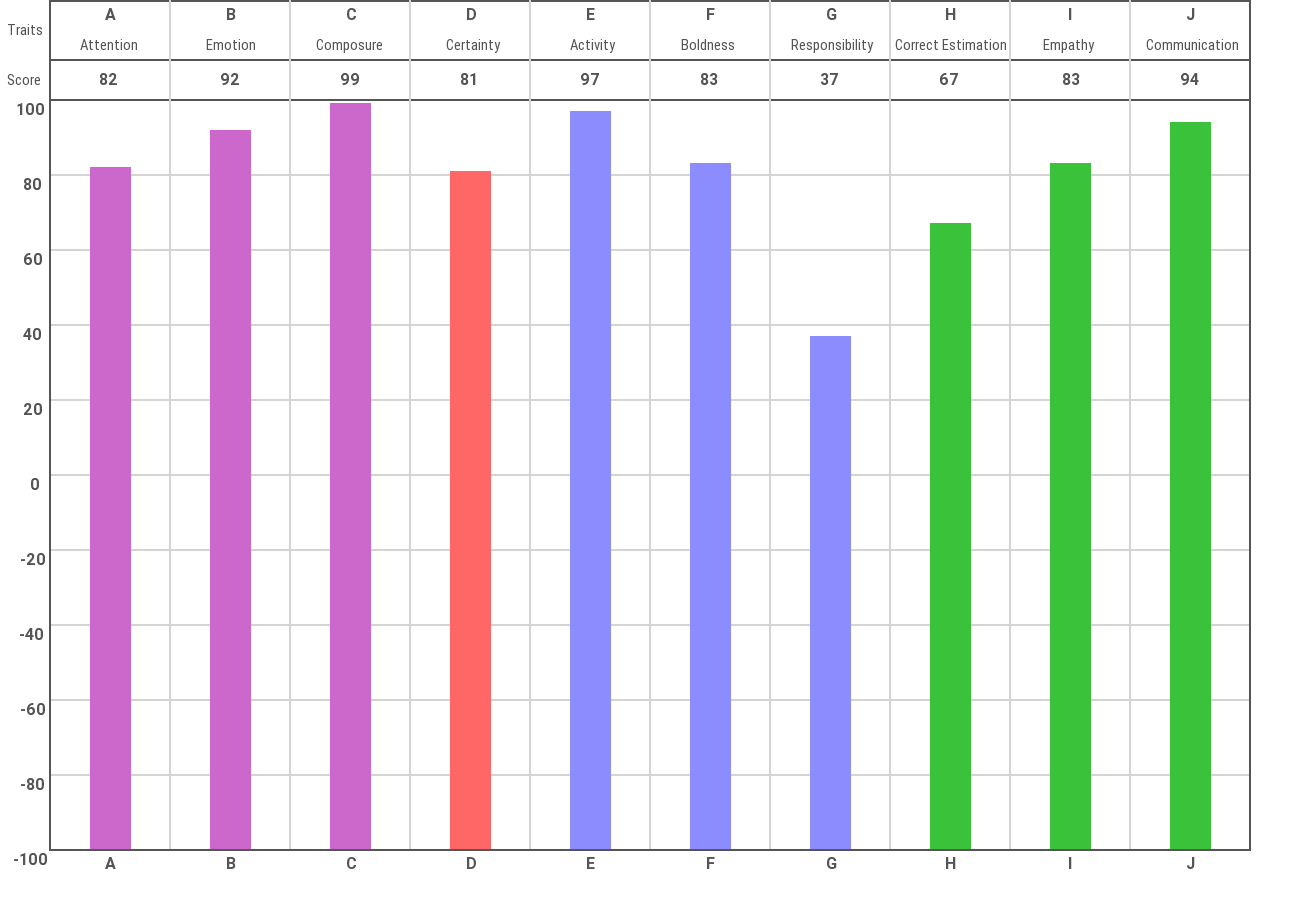 Traits A B C D E F G H I J
Attention Emotion Composure Certainty Activity Boldness Responsibility Correct Estimation Empathy Communication
Score 82 92 99 81 97 83 37 67 83 94
100
80
60
40
20
0
-20
-40
-60
-80
-100
A B C D E F G H I J